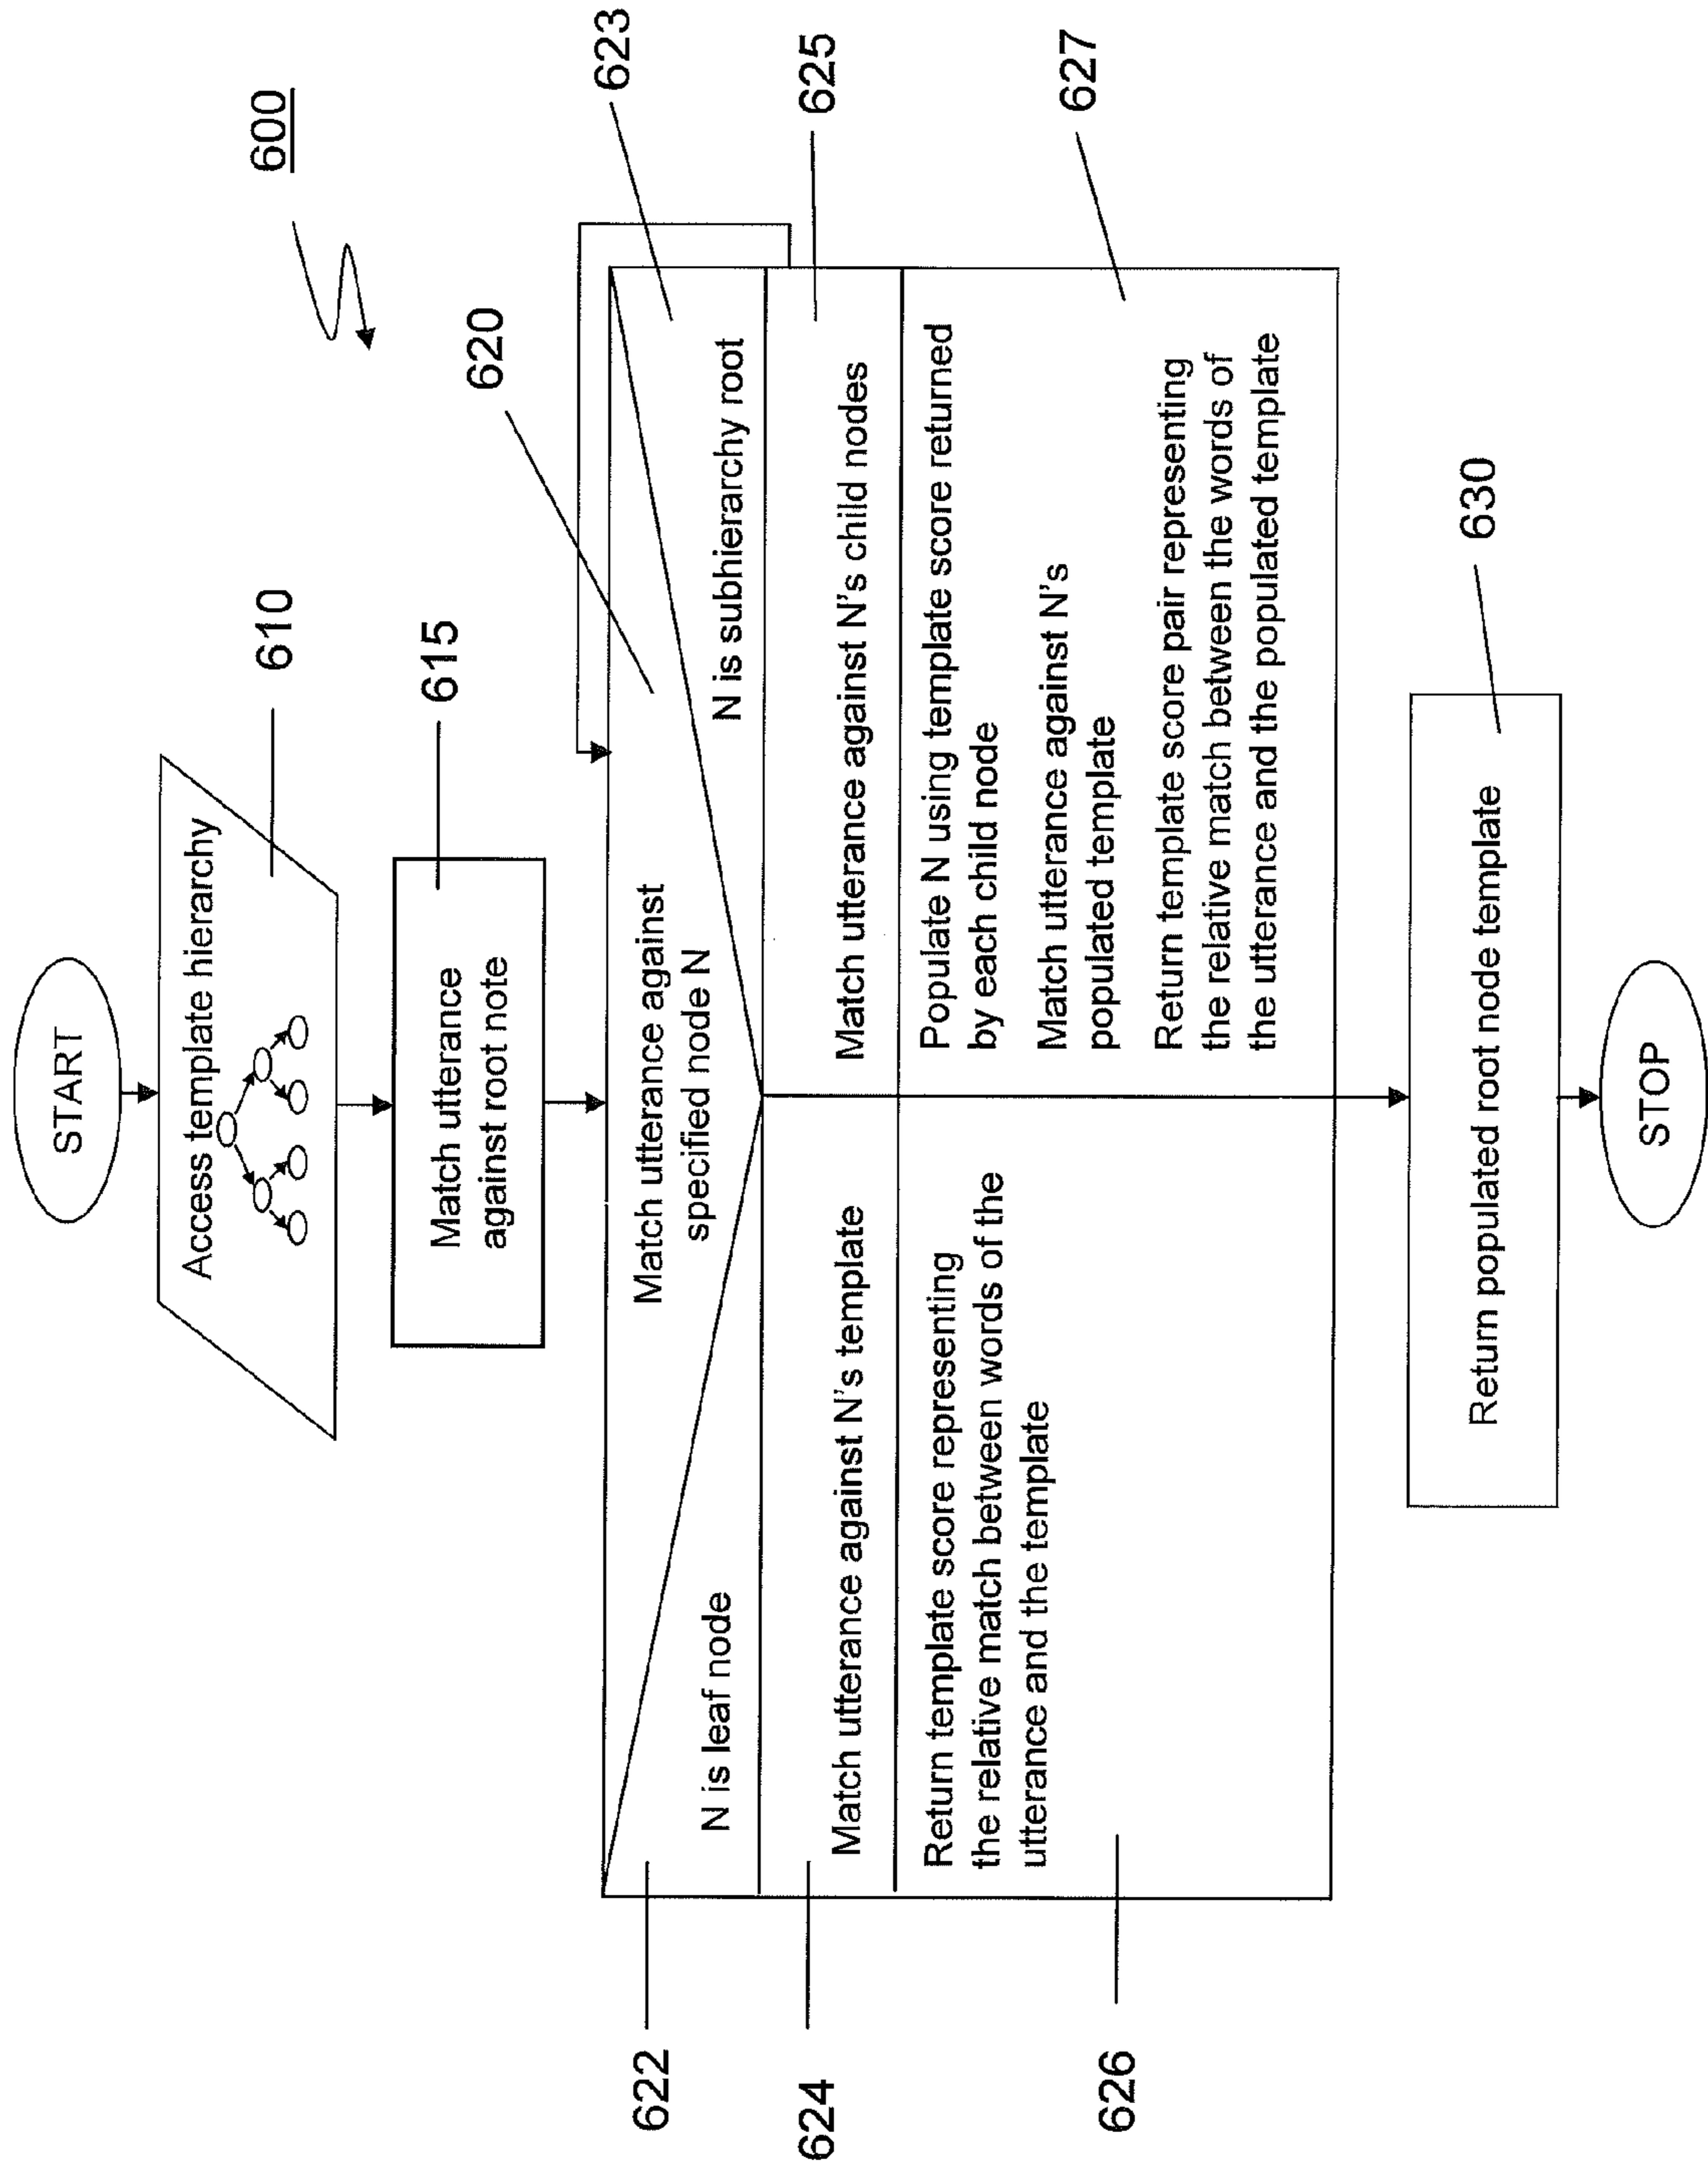 600
START
Access template hierarchy
610
Match utterance
against root note
615
Match utterance against
specified node N
620
N is leaf node
622
N is subhierarchy root
623
Match utterance against N's template
624
Match utterance against N's child nodes
625
Return template score representing
the relative match between words of the
utterance and the template
626
Populate N using template score returned
by each child node
Match utterance against N's
populated template
Return template score pair representing
the relative match between the words of
the utterance and the populated template
627
Return populated root node template
630
STOP